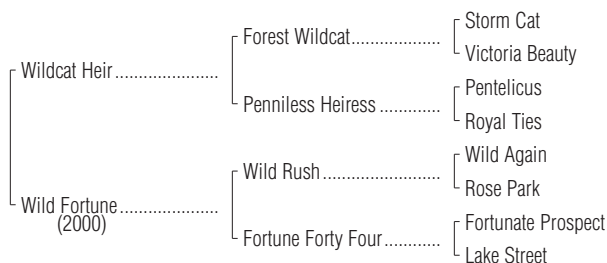 Storm Cat
Forest Wildcat....................
Victoria Beauty
Wildcat Heir.......................
Pentelicus
Penniless Heiress..............
Royal Ties
Wild Again
Wild Rush..........................
Rose Park
Wild Fortune......................
(2000)
Fortunate Prospect
Fortune Forty Four............
Lake Street